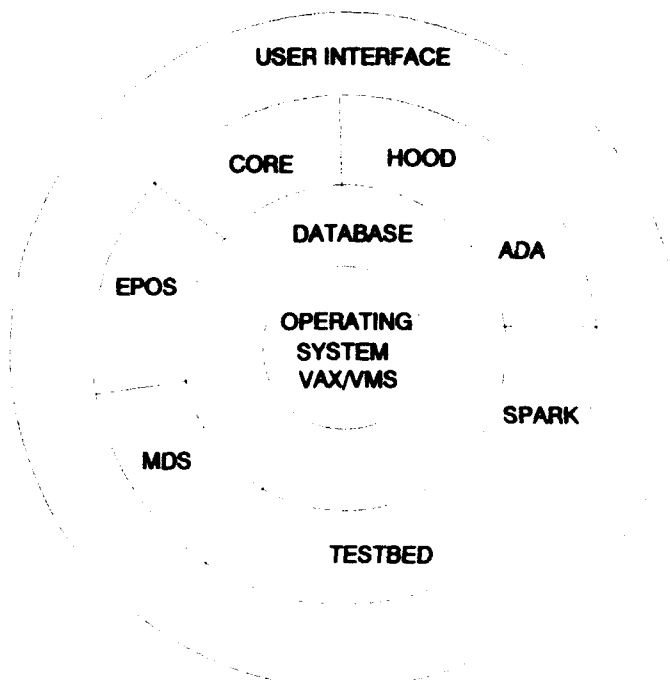 USER INTERFACE
CORE
HOOD
DATABASE
ADA
EPOS
OPERATING
SYSTEM
VAX/VMS
SPARK
MDS
TESTBED